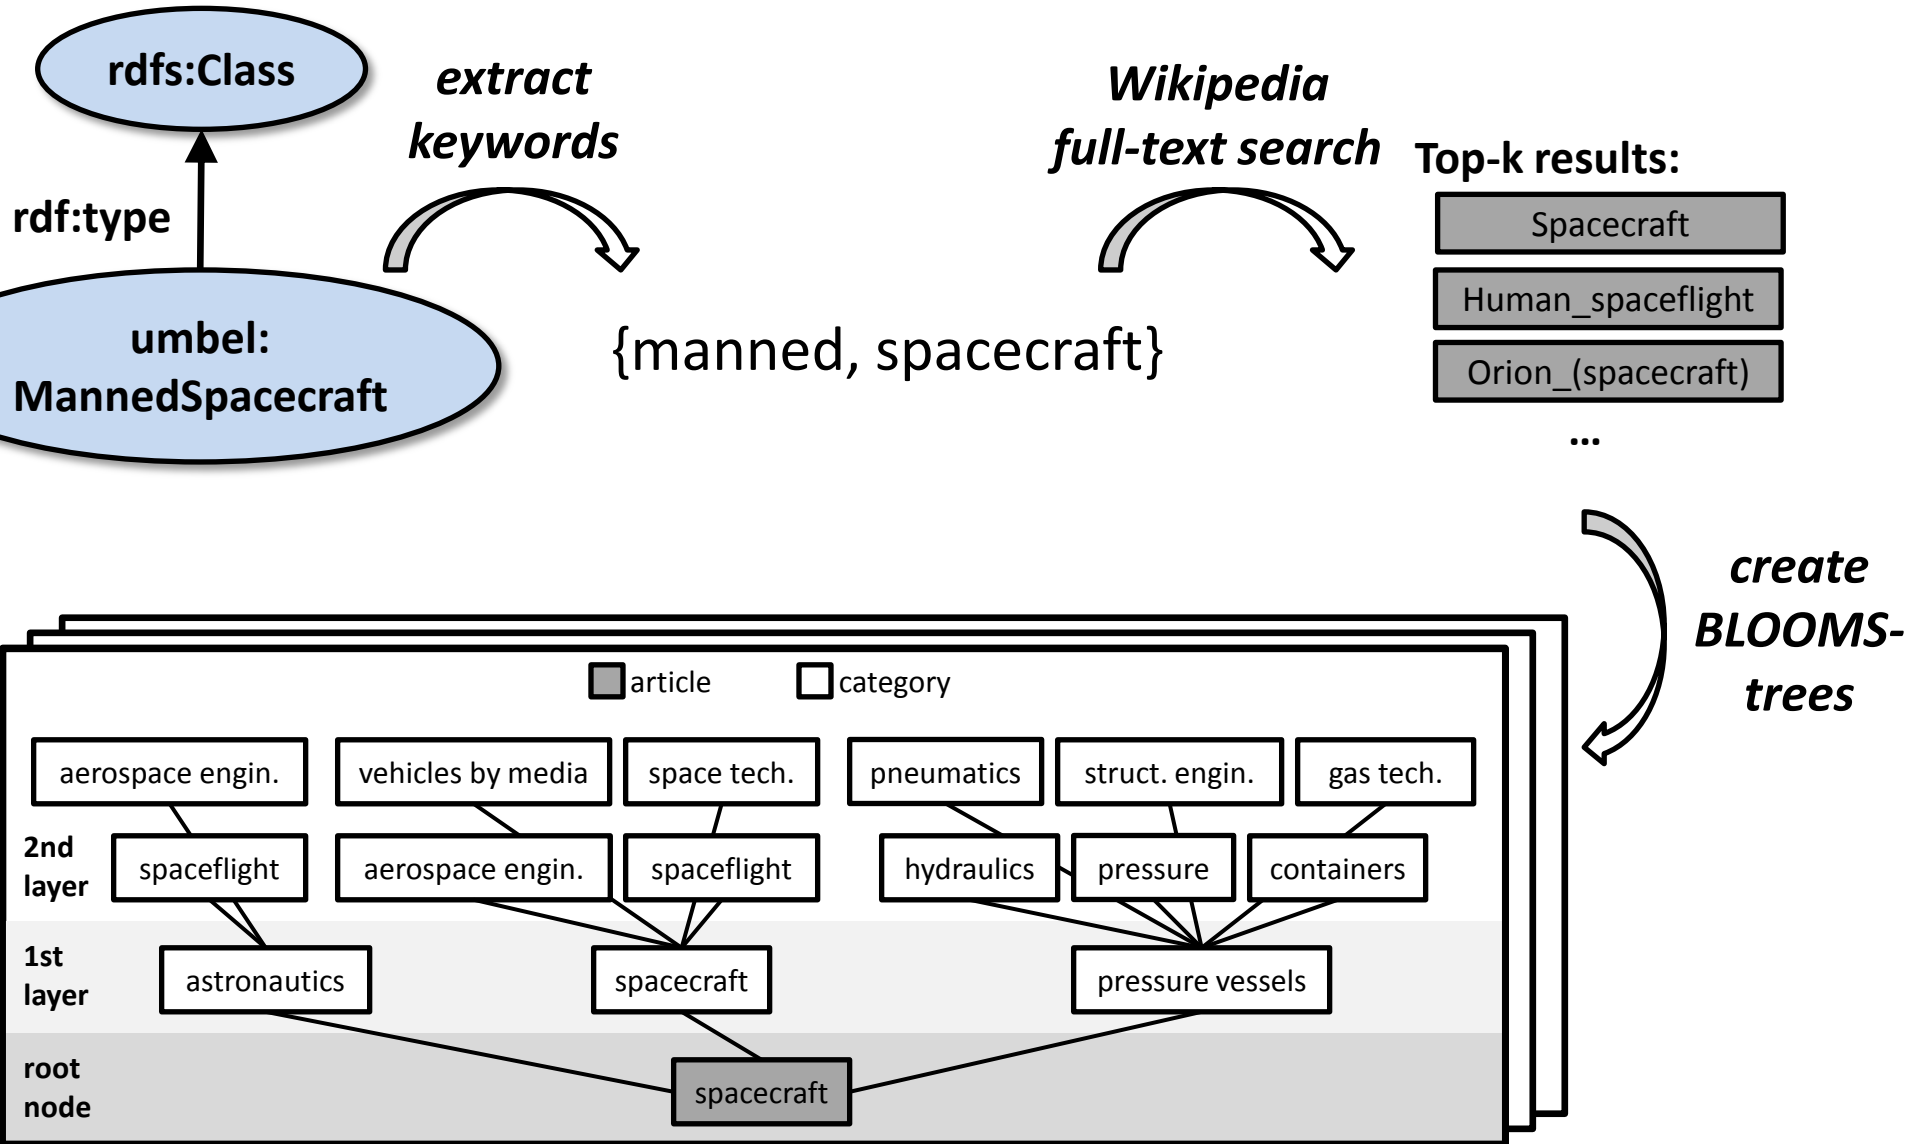 rdfs:Class
extract
keywords
Wikipedia
full-text search
Top-k results:
rdf:type
Spacecraft
Human_spaceflight
Orion_(spacecraft)
...
umbel:
MannedSpacecraft
{manned, spacecraft}
create
BLOOMS-
trees
article
category
aerospace engin.
vehicles by media
space tech.
pneumatics
struct. engin.
gas tech.
2nd
layer
spaceflight
aerospace engin.
spaceflight
hydraulics
pressure
containers
1st
layer
astronautics
spacecraft
pressure vessels
root
node
spacecraft